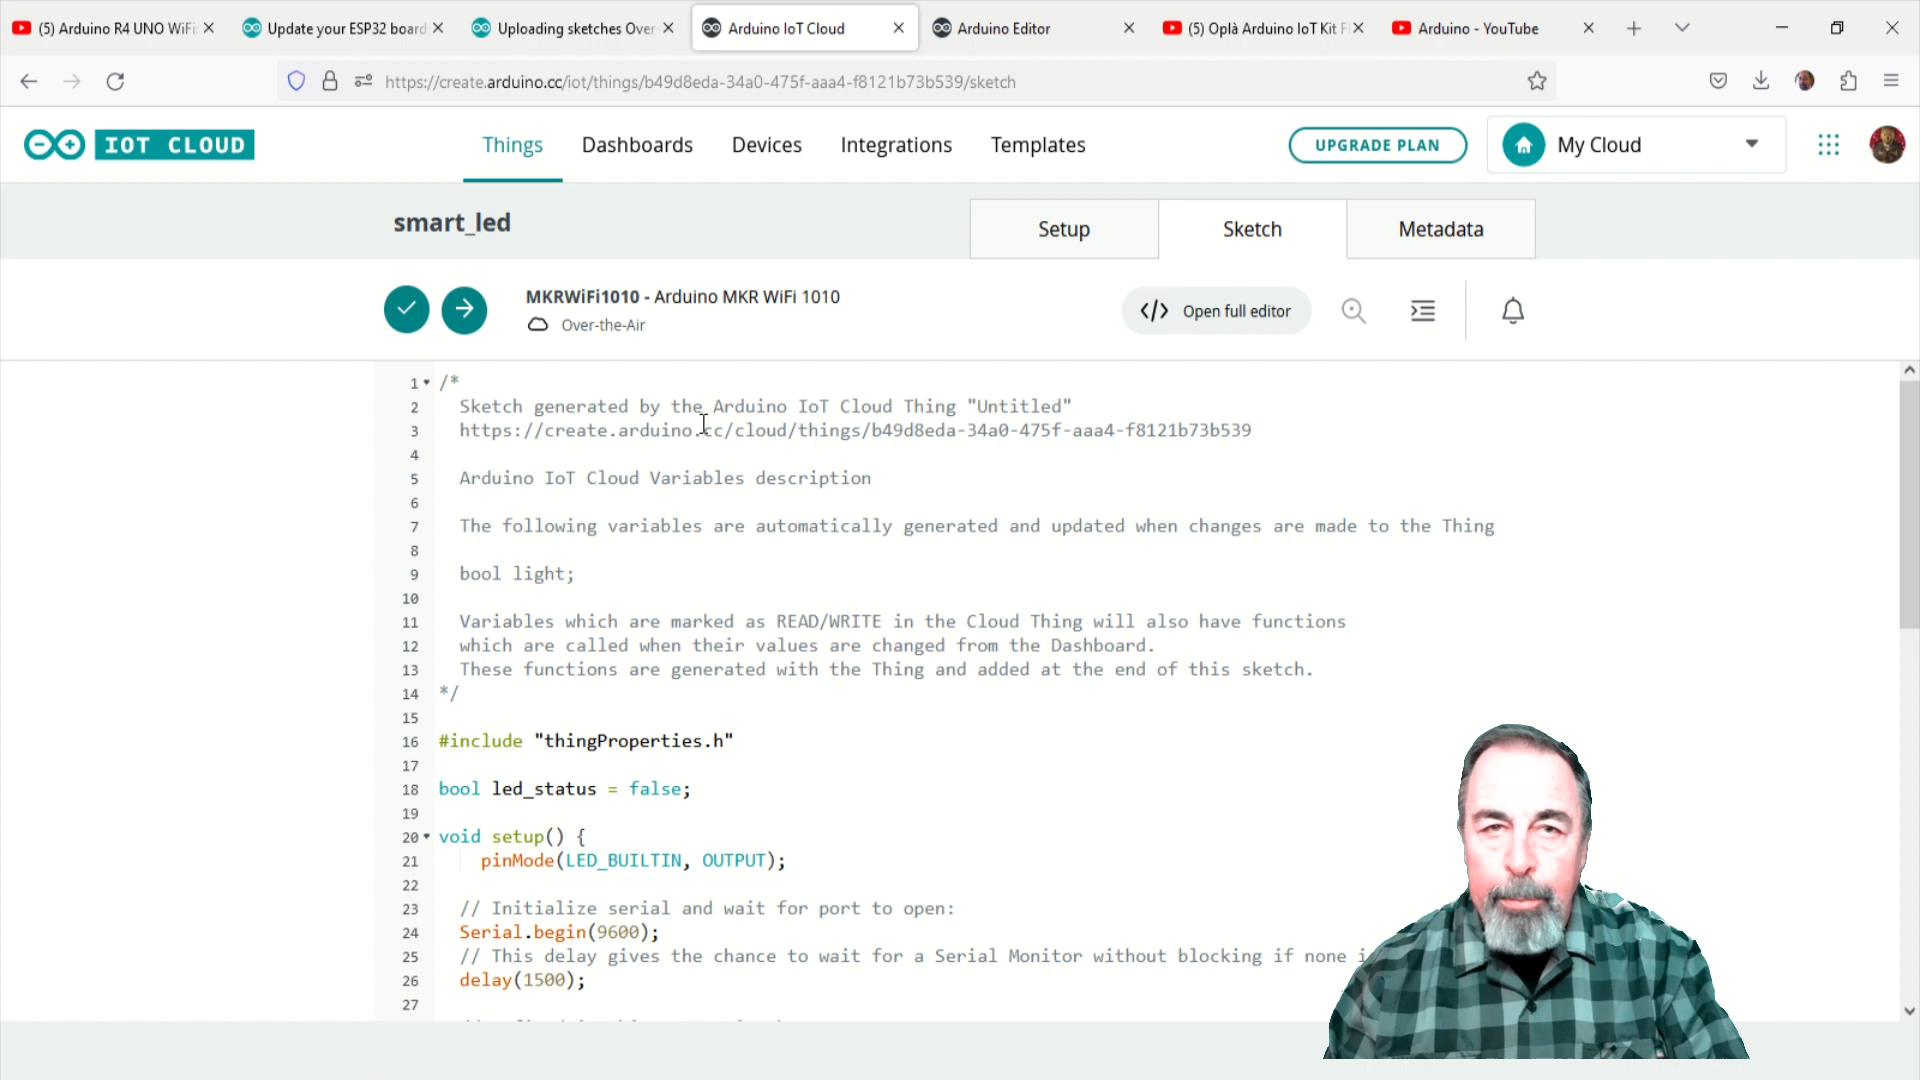 (5) Arduino R4 UNO WiFi
Update your ESP32 board
Uploading sketches Over-
Arduino IoT Cloud
Arduino Editor
(5) Oplà Arduino IoT Kit
Arduino - YouTube
https://create.arduino.cc/iot/things/b49d8eda-34a0-475f-aaa4-f8121b73b539/sketch
IOT CLOUD
Things
Dashboards
Devices
Integrations
Templates
UPGRADE PLAN
My Cloud
smart_led
Setup
Sketch
Metadata
MKRWiFi1010 - Arduino MKR WiFi 1010
Over-the-Air
</> Open full editor
1 /*
2 Sketch generated by the Arduino IoT Cloud Thing "Untitled"
3 https://create.arduino.cc/cloud/things/b49d8eda-34a0-475f-aaa4-f8121b73b539
4
5 Arduino IoT Cloud Variables description
6
7 The following variables are automatically generated and updated when changes are made to the Thing
8
9 bool light;
10
11 Variables which are marked as READ/WRITE in the Cloud Thing will also have functions
12 which are called when their values are changed from the Dashboard.
13 These functions are generated with the Thing and added at the end of this sketch.
14 */
15
16 #include "thingProperties.h"
17
18 bool led_status = false;
19
20 void setup() {
21 pinMode(LED_BUILTIN, OUTPUT);
22
23 // Initialize serial and wait for port to open:
24 Serial.begin(9600);
25 // This delay gives the chance to wait for a Serial Monitor without blocking if none i
26 delay(1500);
27